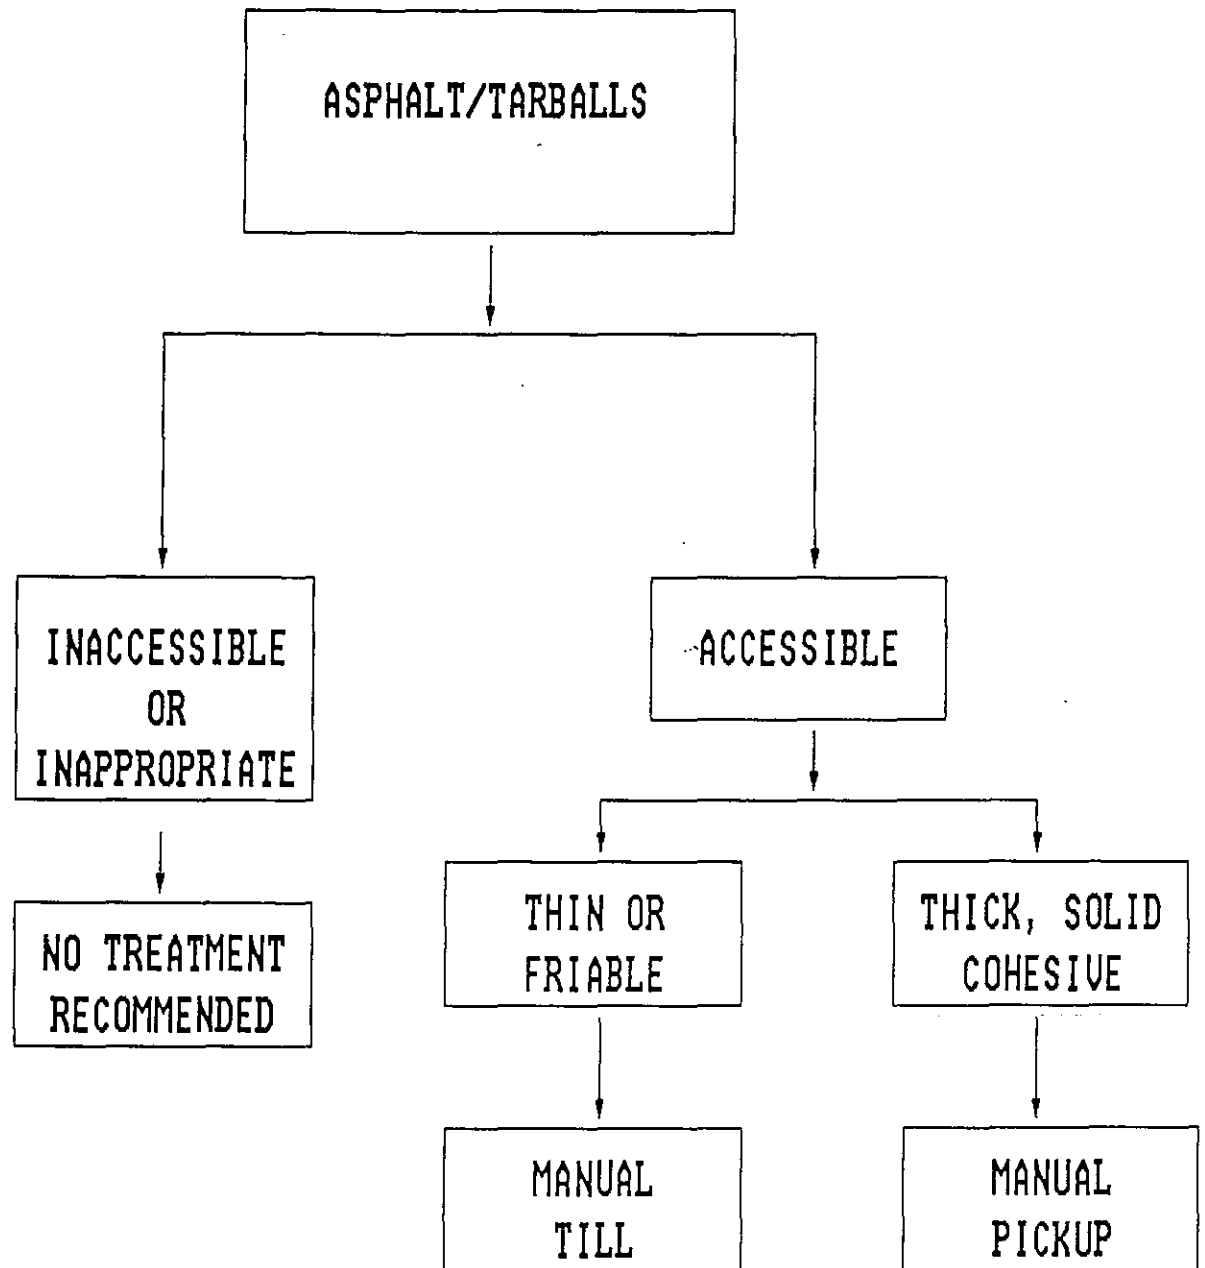 ASPHALT/TARBALLS
INACCESSIBLE
OR
INAPPROPRIATE
ACCESSIBLE
NO TREATMENT
RECOMMENDED
THIN OR
FRIABLE
THICK, SOLID
COHESIVE
MANUAL
TILL
MANUAL
PICKUP